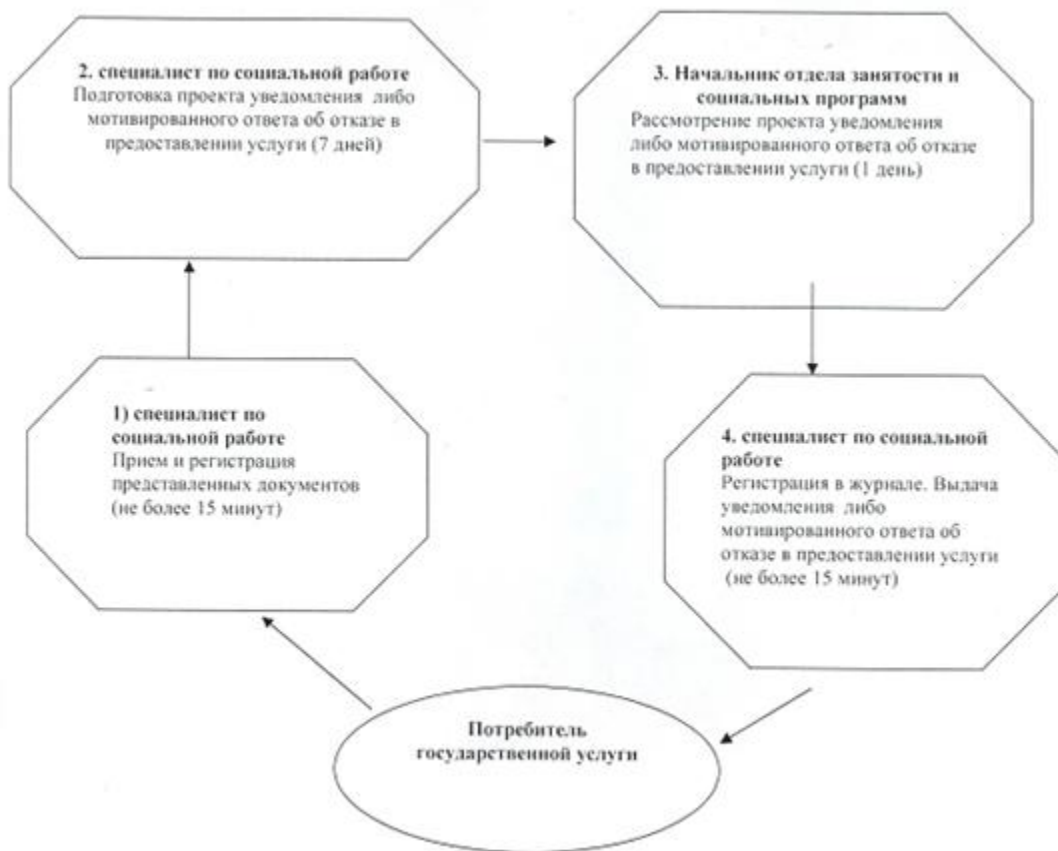 2. специалист по социальной работе
Подготовка проекта уведомления либо
мотивированного ответа об отказе в
предоставлении услуги (7 дней)
3. Начальник отдела занятости и
социальных программ
Рассмотрение проекта уведомления
либо мотивированного ответа об отказе
в предоставлении услуги (1 день)
1) специалист по
социальной работе
Прием и регистрация
представленных документов
(не более 15 минут)
4. специалист по социальной
работе
Регистрация в журнале. Выдача
уведомления либо
мотивированного ответа об
отказе в предоставлении услуги
(не более 15 минут)
Потребитель
государственной услуги